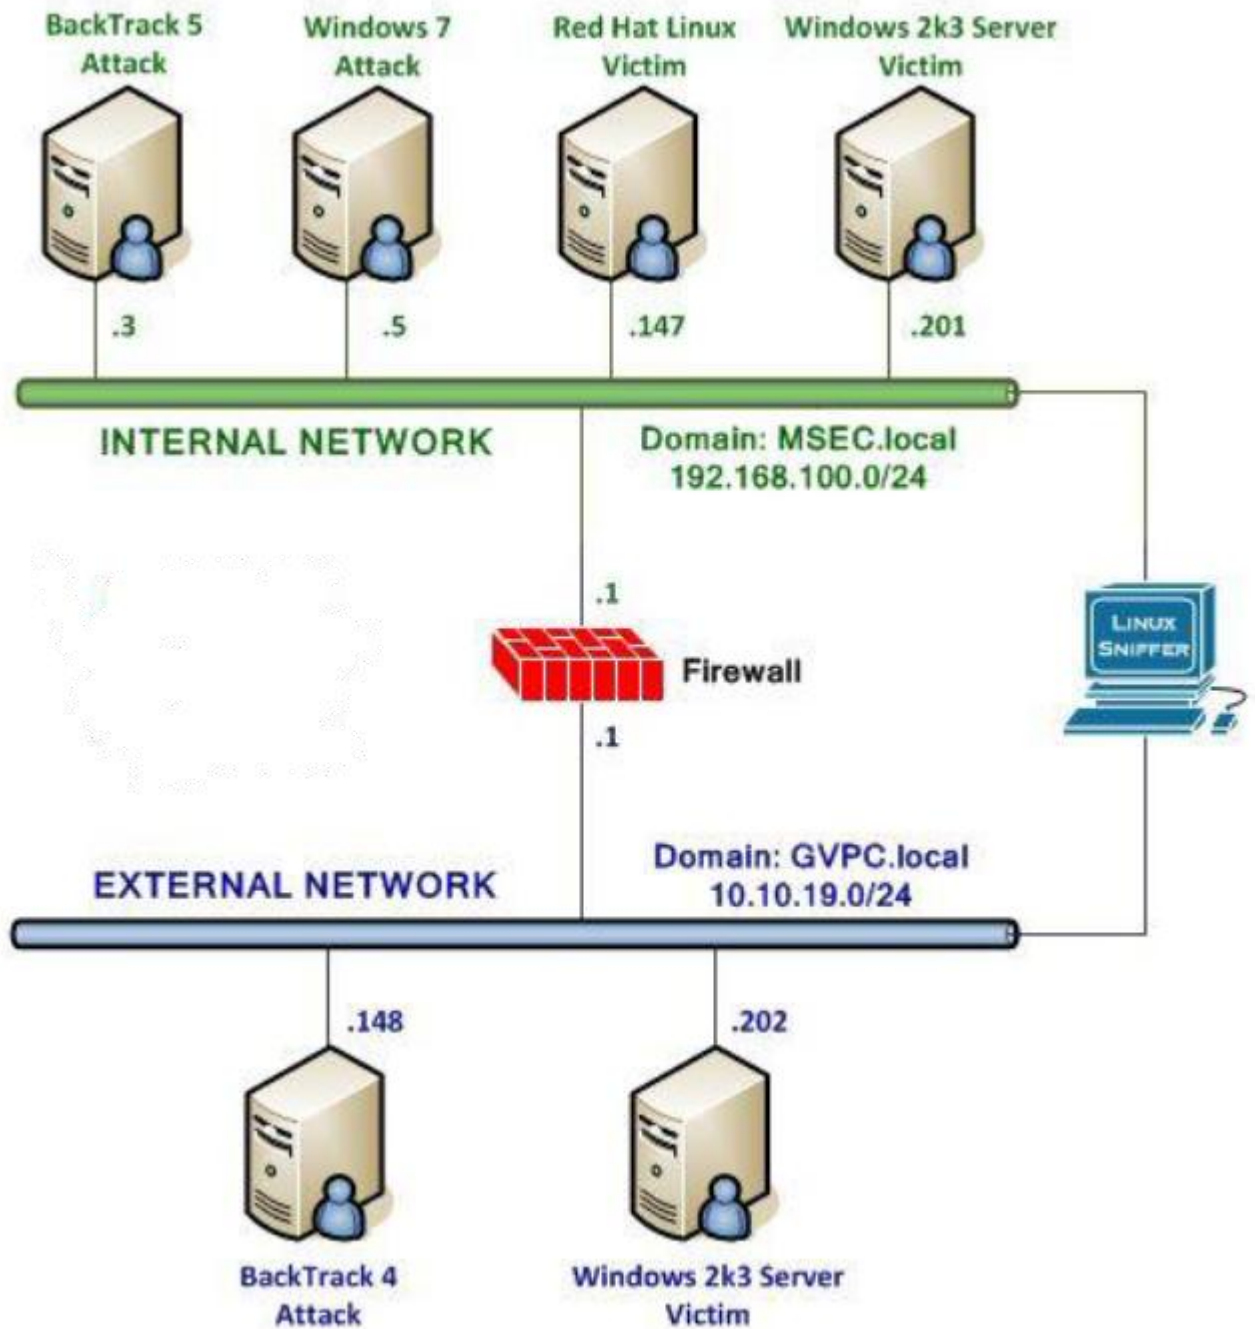 BackTrack 5
Attack
Windows 7
Attack
Red Hat Linux
Victim
Windows 2k3 Server
Victim
.3
.5
.147
.201
INTERNAL NETWORK
Domain: MSEC.local
192.168.100.0/24
.1
Firewall
.1
LINUX
SNIFFER
EXTERNAL NETWORK
Domain: GVPC.local
10.10.19.0/24
.148
.202
BackTrack 4
Attack
Windows 2k3 Server
Victim